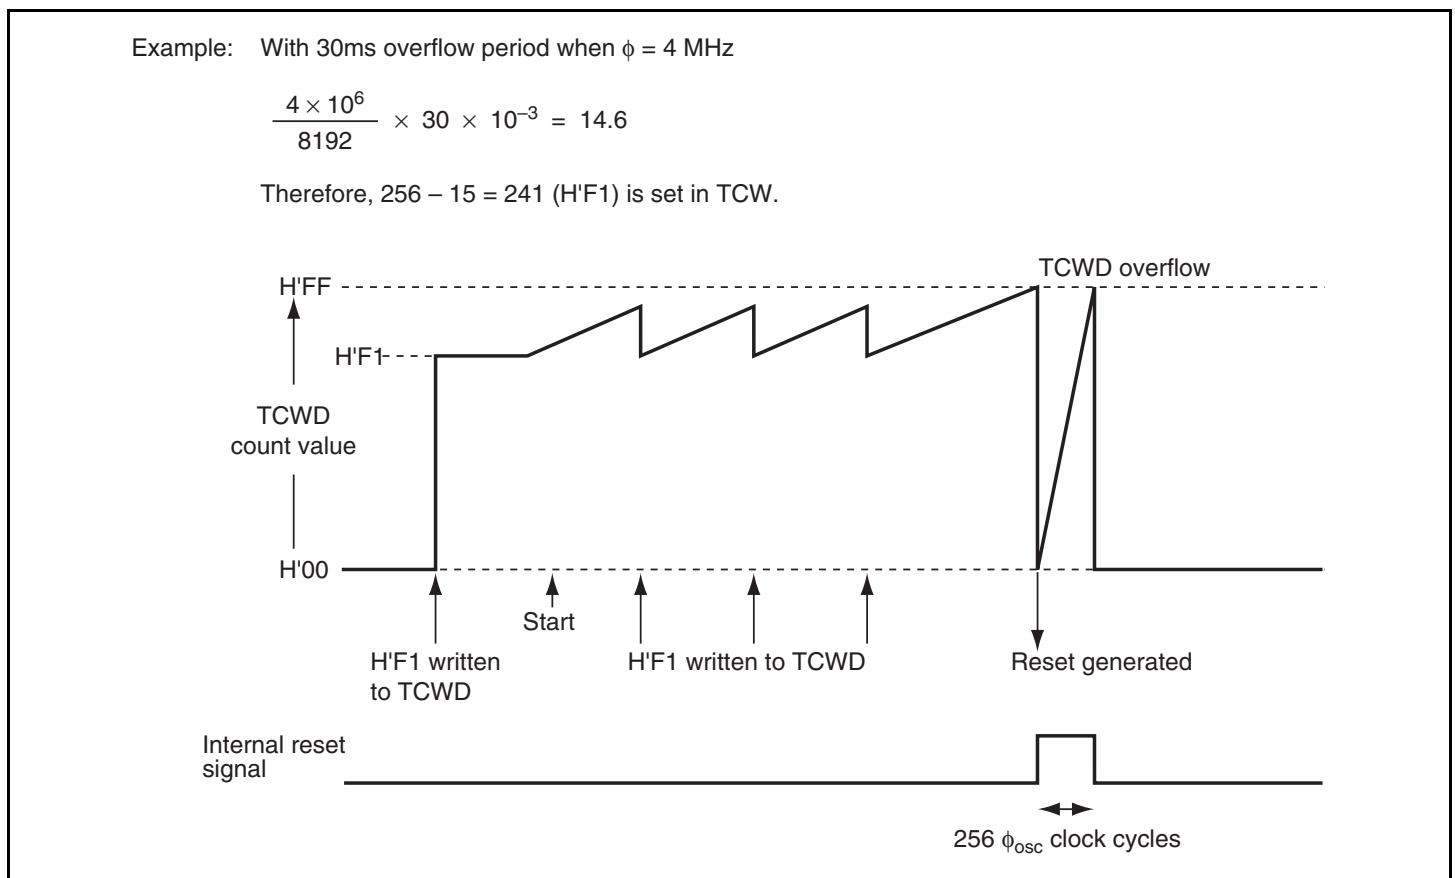 Example: With 30ms overflow period when ϕ = 4 MHz
4 × 10⁶
8192
× 30 × 10⁻³ = 14.6
Therefore, 256 – 15 = 241 (H'F1) is set in TCW.
TCWD overflow
H'FF
H'F1
TCWD
count value
H'00
Start
H'F1 written
to TCWD
H'F1 written to TCWD
Reset generated
Internal reset
signal
256 ϕosc clock cycles